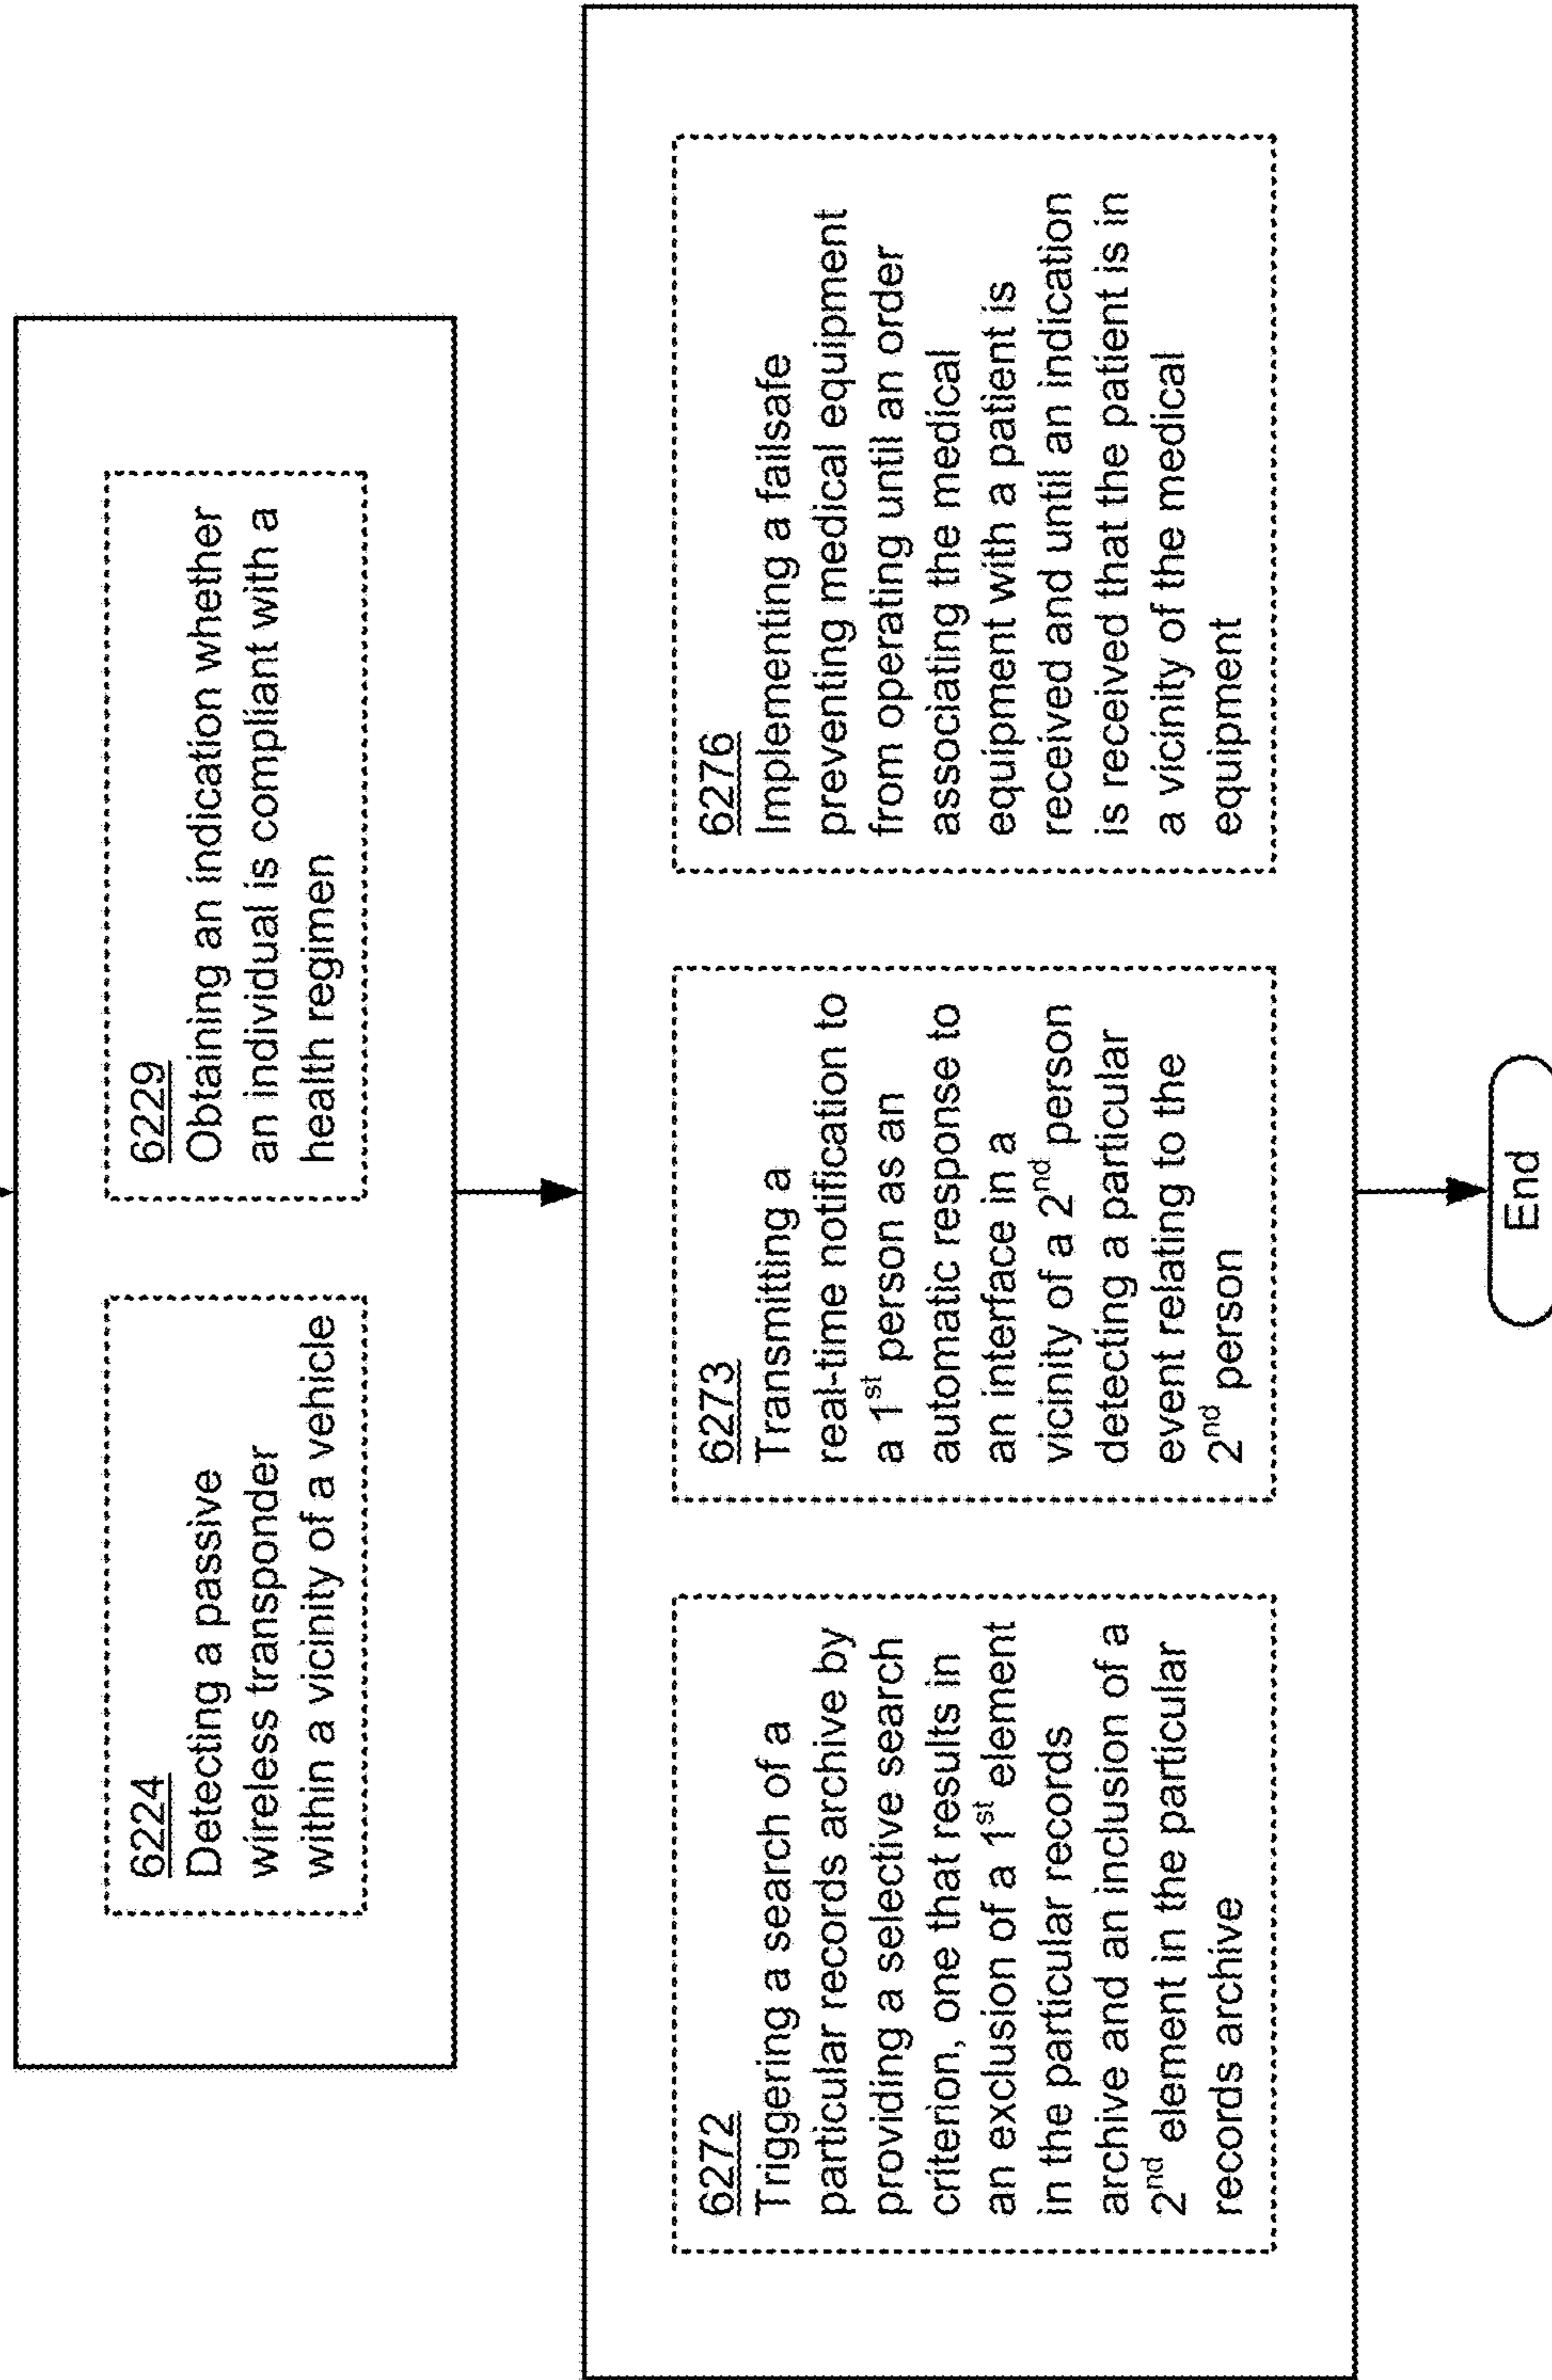 6224
Detecting a passive
wireless transponder
within a vicinity of a vehicle
6229
Obtaining an indication whether
an individual is compliant with a
health regimen
6272
Triggering a search of a
particular records archive by
providing a selective search
criterion, one that results in
an exclusion of a 1st element
in the particular records
archive and an inclusion of a
2nd element in the particular
records archive
6273
Transmitting a
real-time notification to
a 1st person as an
automatic response to
an interface in a
vicinity of a 2nd person
detecting a particular
event relating to the
2nd person
6276
Implementing a failsafe
preventing medical equipment
from operating until an order
associating the medical
equipment with a patient is
received and until an indication
is received that the patient is in
a vicinity of the medical
equipment
End